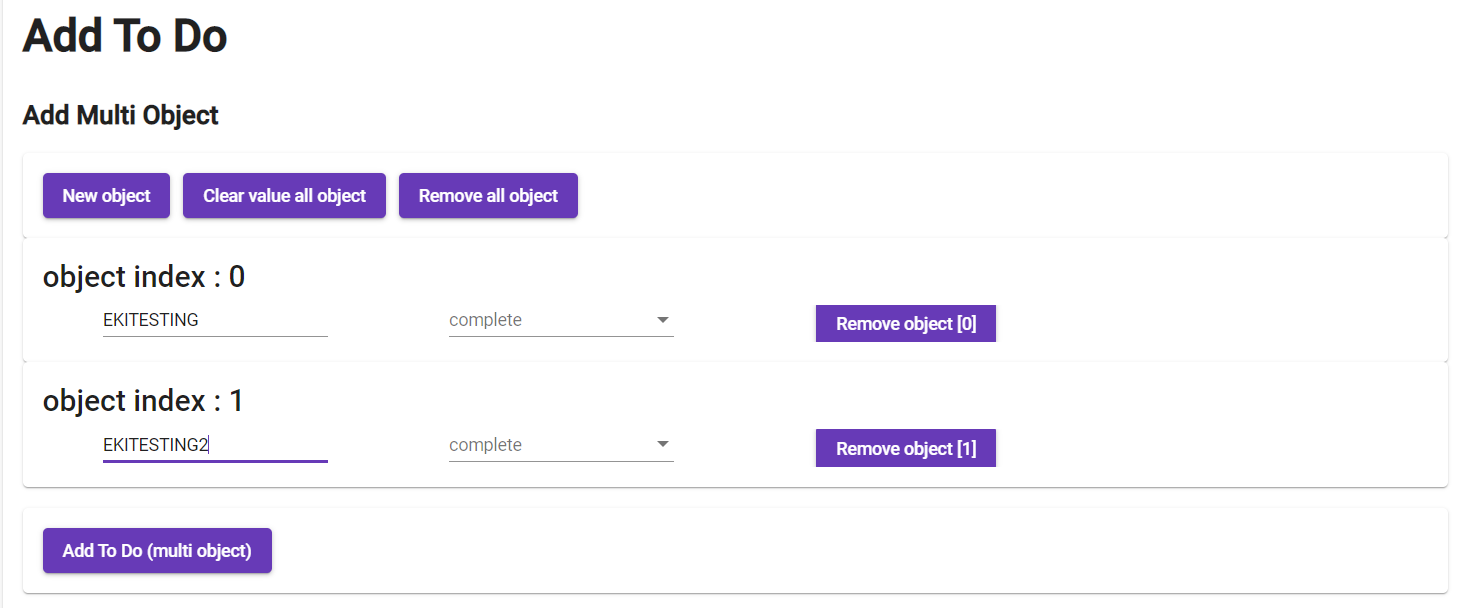 Add To Do
Add Multi Object
New object Clear value all object Remove all object
object index : 0
EKITESTING complete Remove object [0]
object index : 1
EKITESTING2 complete Remove object [1]
Add To Do (multi object)